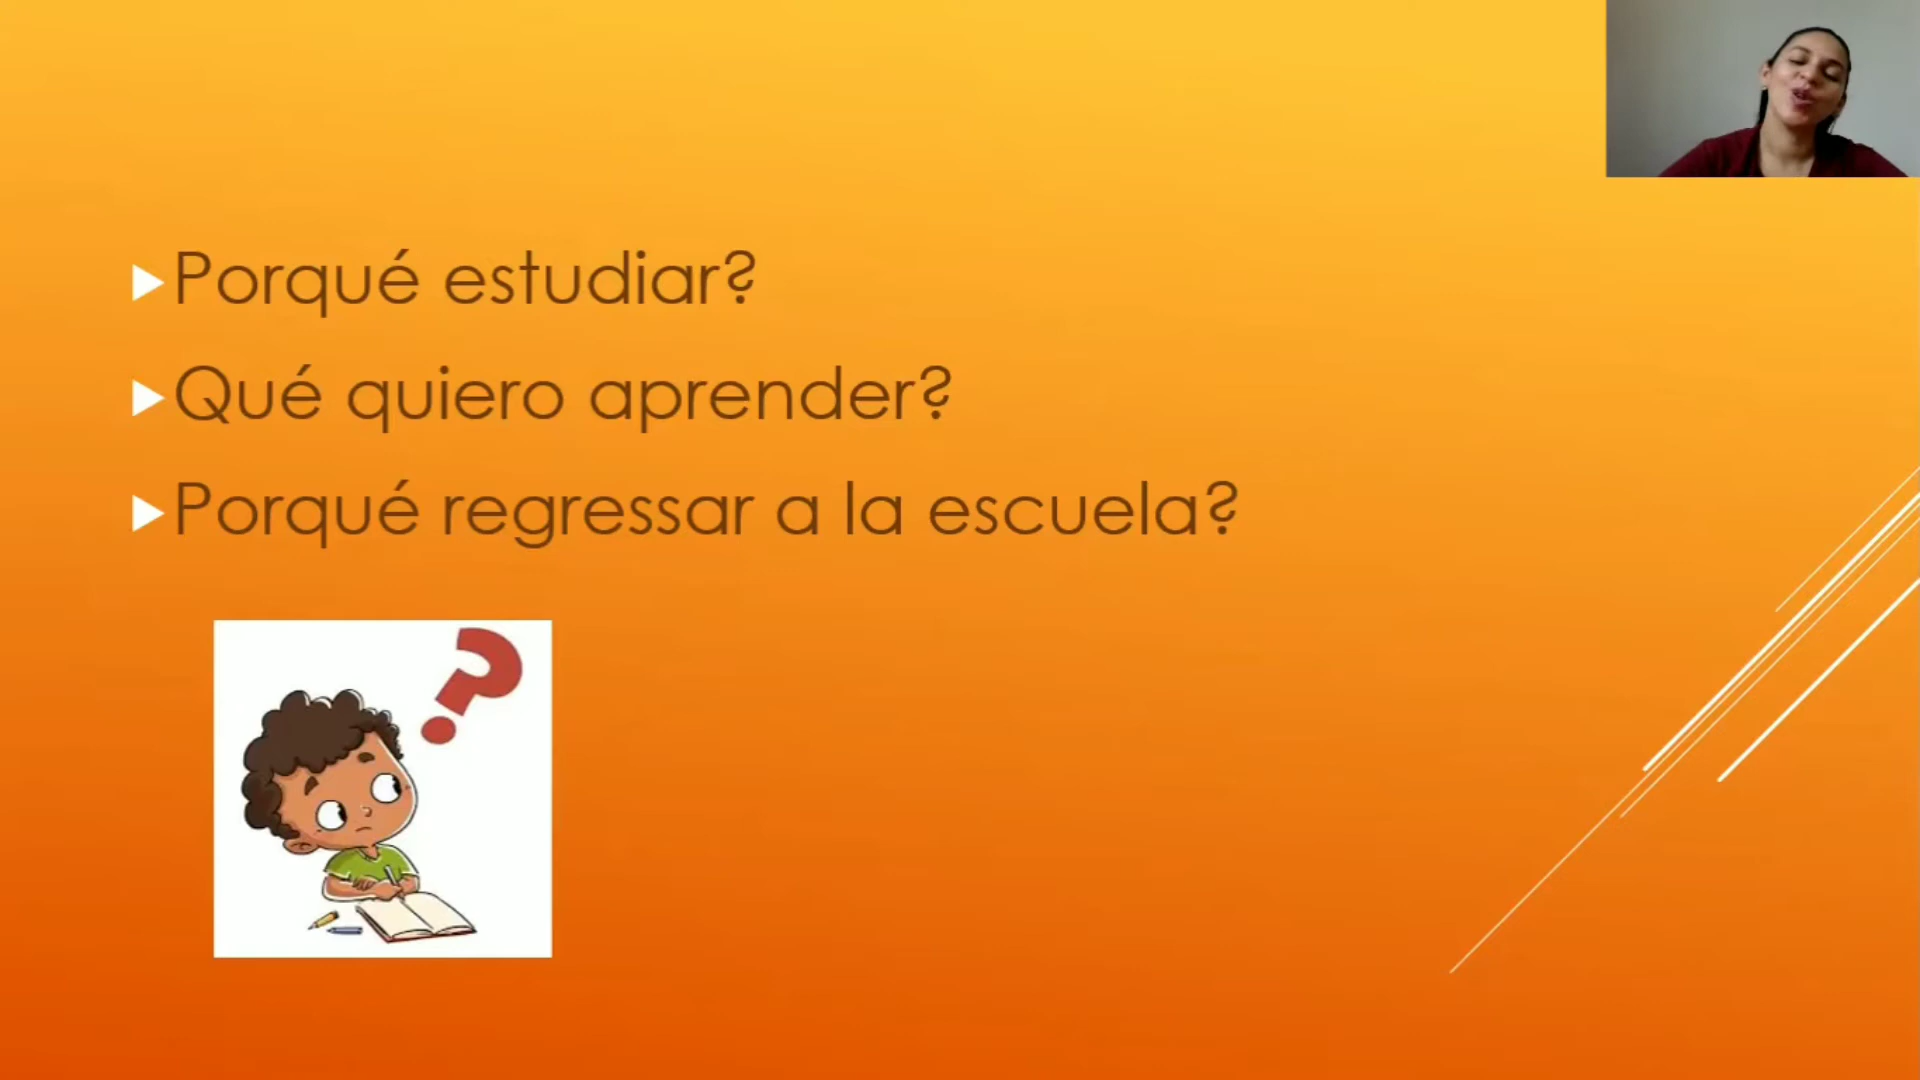 Porqué estudiar?
Qué quiero aprender?
Porqué regressar a la escuela?